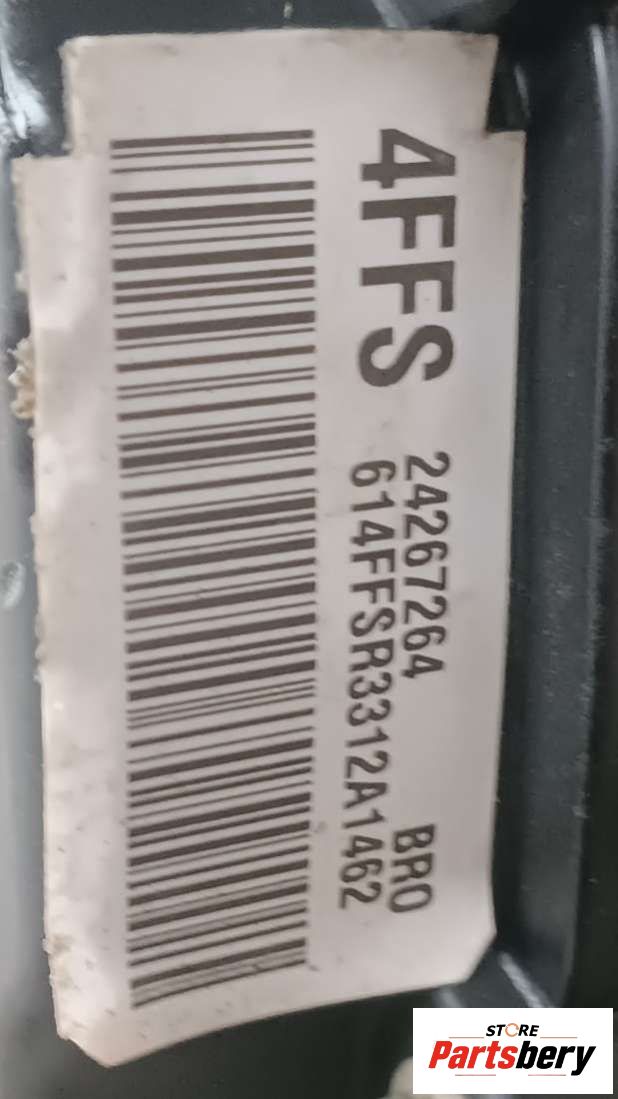 4FFS
24267264 BRO
614FFSR3312A1462
STORE
Partsbery